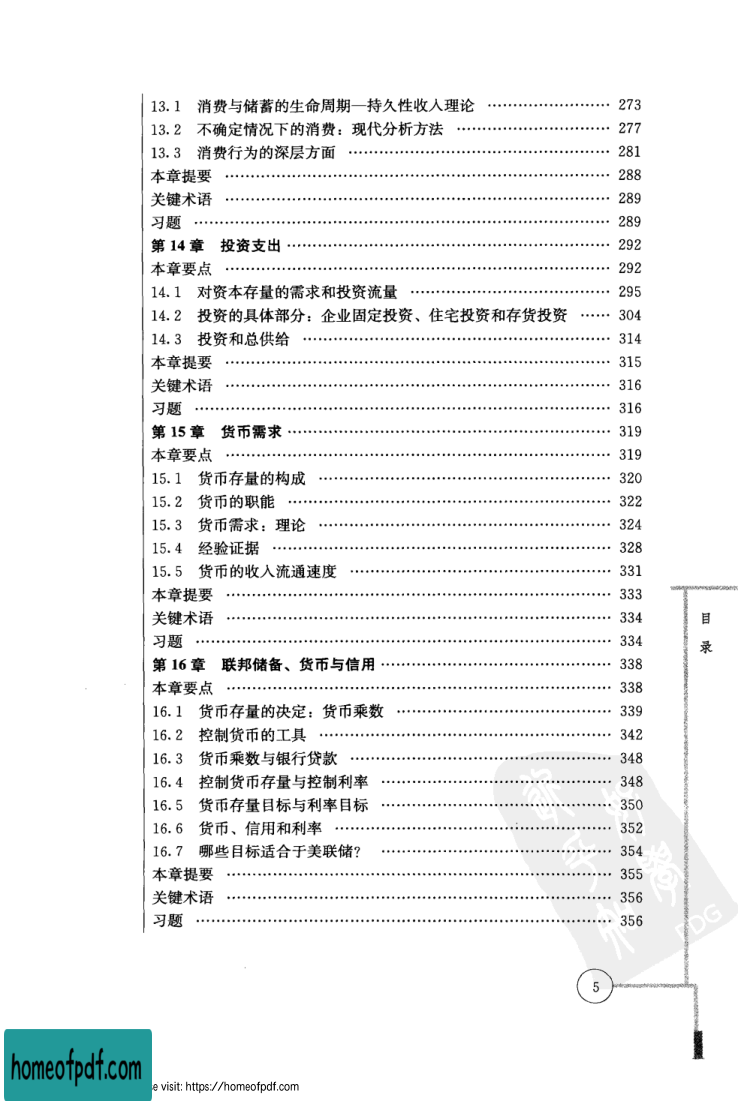 13.1 消费与储蓄的生命周期—持久性收入理论 …………………… 273
13.2 不确定情况下的消费：现代分析方法 ………………………… 277
13.3 消费行为的深层方面 …………………………………………… 281
本章提要 ………………………………………………………………… 288
关键术语 ………………………………………………………………… 289
习题 ……………………………………………………………………… 289
第 14 章 投资支出 ……………………………………………………… 292
本章要点 ………………………………………………………………… 292
14.1 对资本存量的需求和投资流量 ………………………………… 295
14.2 投资的具体部分：企业固定投资、住宅投资和存货投资 …… 304
14.3 投资和总供给 …………………………………………………… 314
本章提要 ………………………………………………………………… 315
关键术语 ………………………………………………………………… 316
习题 ……………………………………………………………………… 316
第 15 章 货币需求 ……………………………………………………… 319
本章要点 ………………………………………………………………… 319
15.1 货币存量的构成 ………………………………………………… 320
15.2 货币的职能 ……………………………………………………… 322
15.3 货币需求：理论 ………………………………………………… 324
15.4 经验证据 ………………………………………………………… 328
15.5 货币的收入流通速度 …………………………………………… 331
本章提要 ………………………………………………………………… 333
关键术语 ………………………………………………………………… 334
习题 ……………………………………………………………………… 334
第 16 章 联邦储备、货币与信用 ……………………………………… 338
本章要点 ………………………………………………………………… 338
16.1 货币存量的决定：货币乘数 …………………………………… 339
16.2 控制货币的工具 ………………………………………………… 342
16.3 货币乘数与银行贷款 …………………………………………… 348
16.4 控制货币存量与控制利率 ……………………………………… 348
16.5 货币存量目标与利率目标 ……………………………………… 350
16.6 货币、信用和利率 ……………………………………………… 352
16.7 哪些目标适合于美联储？ ……………………………………… 354
本章提要 ………………………………………………………………… 355
关键术语 ………………………………………………………………… 356
习题 ……………………………………………………………………… 356
目
录
5
homeofpdf.com
e visit: https://homeofpdf.com